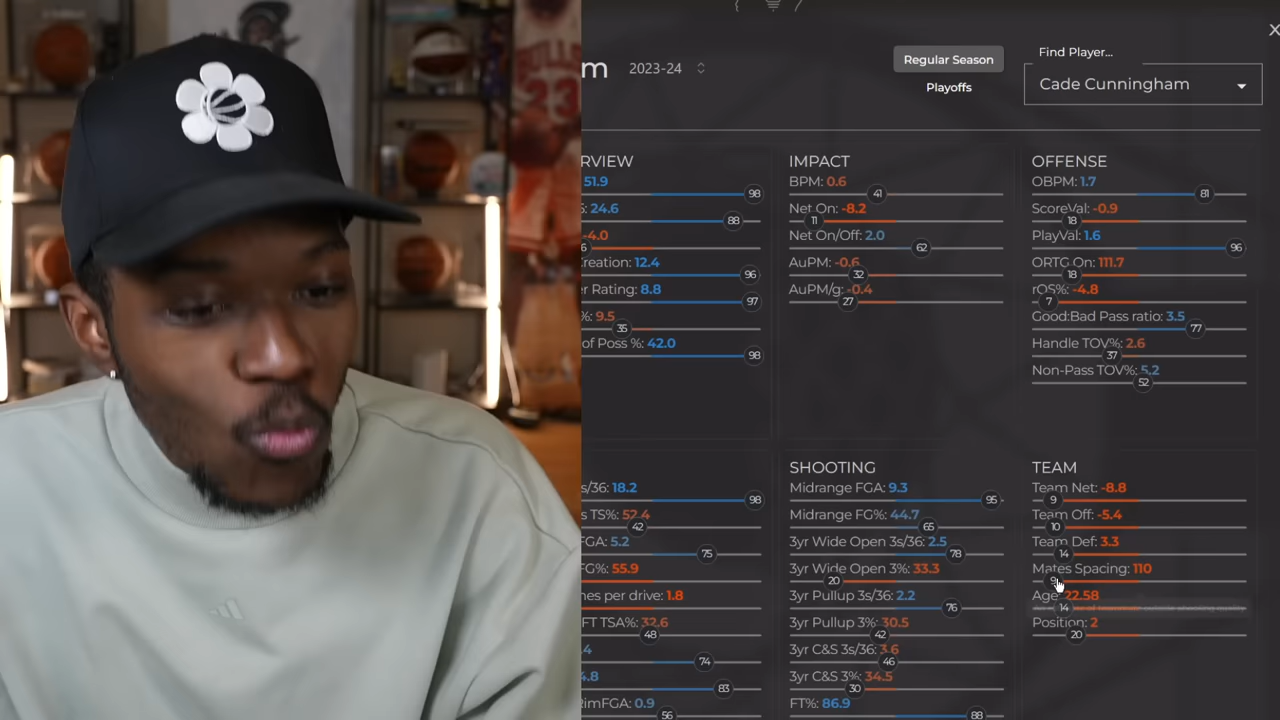 m 2023-24
Regular Season
Playoffs
Find Player...
Cade Cunningham
X
RVIEW
51.9
98
24.6
88
-4.0
6
Creation: 12.4
96
r Rating: 8.8
97
%: 9.5
35
of Poss %: 42.0
98
IMPACT
BPM: 0.6
41
Net On: -8.2
11
Net On/Off: 2.0
62
AuPM: -0.6
32
AuPM/g: -0.4
27
OFFENSE
OBPM: 1.7
81
ScoreVal: -0.9
18
PlayVal: 1.6
96
ORTG On: 111.7
18
rOS%: -4.8
7
Good:Bad Pass ratio: 3.5
77
Handle TOV%: 2.6
37
Non-Pass TOV%: 5.2
52
s/36: 18.2
98
s TS%: 52.4
42
FGA: 5.2
75
FG%: 55.9
nes per drive: 1.8
FT TSA%: 32.6
48
.4
74
4.8
83
RimFGA: 0.9
56
SHOOTING
Midrange FGA: 9.3
95
Midrange FG%: 44.7
65
3yr Wide Open 3s/36: 2.5
78
3yr Wide Open 3%: 33.3
20
3yr Pullup 3s/36: 2.2
76
3yr Pullup 3%: 30.5
42
3yr C&S 3s/36: 3.6
46
3yr C&S 3%: 34.5
30
FT%: 86.9
88
TEAM
Team Net: -8.8
9
Team Off: -5.4
10
Team Def: 3.3
14
Mates Spacing: 110
9
Age: 22.58
14
Position: 2
20
BULLS
23